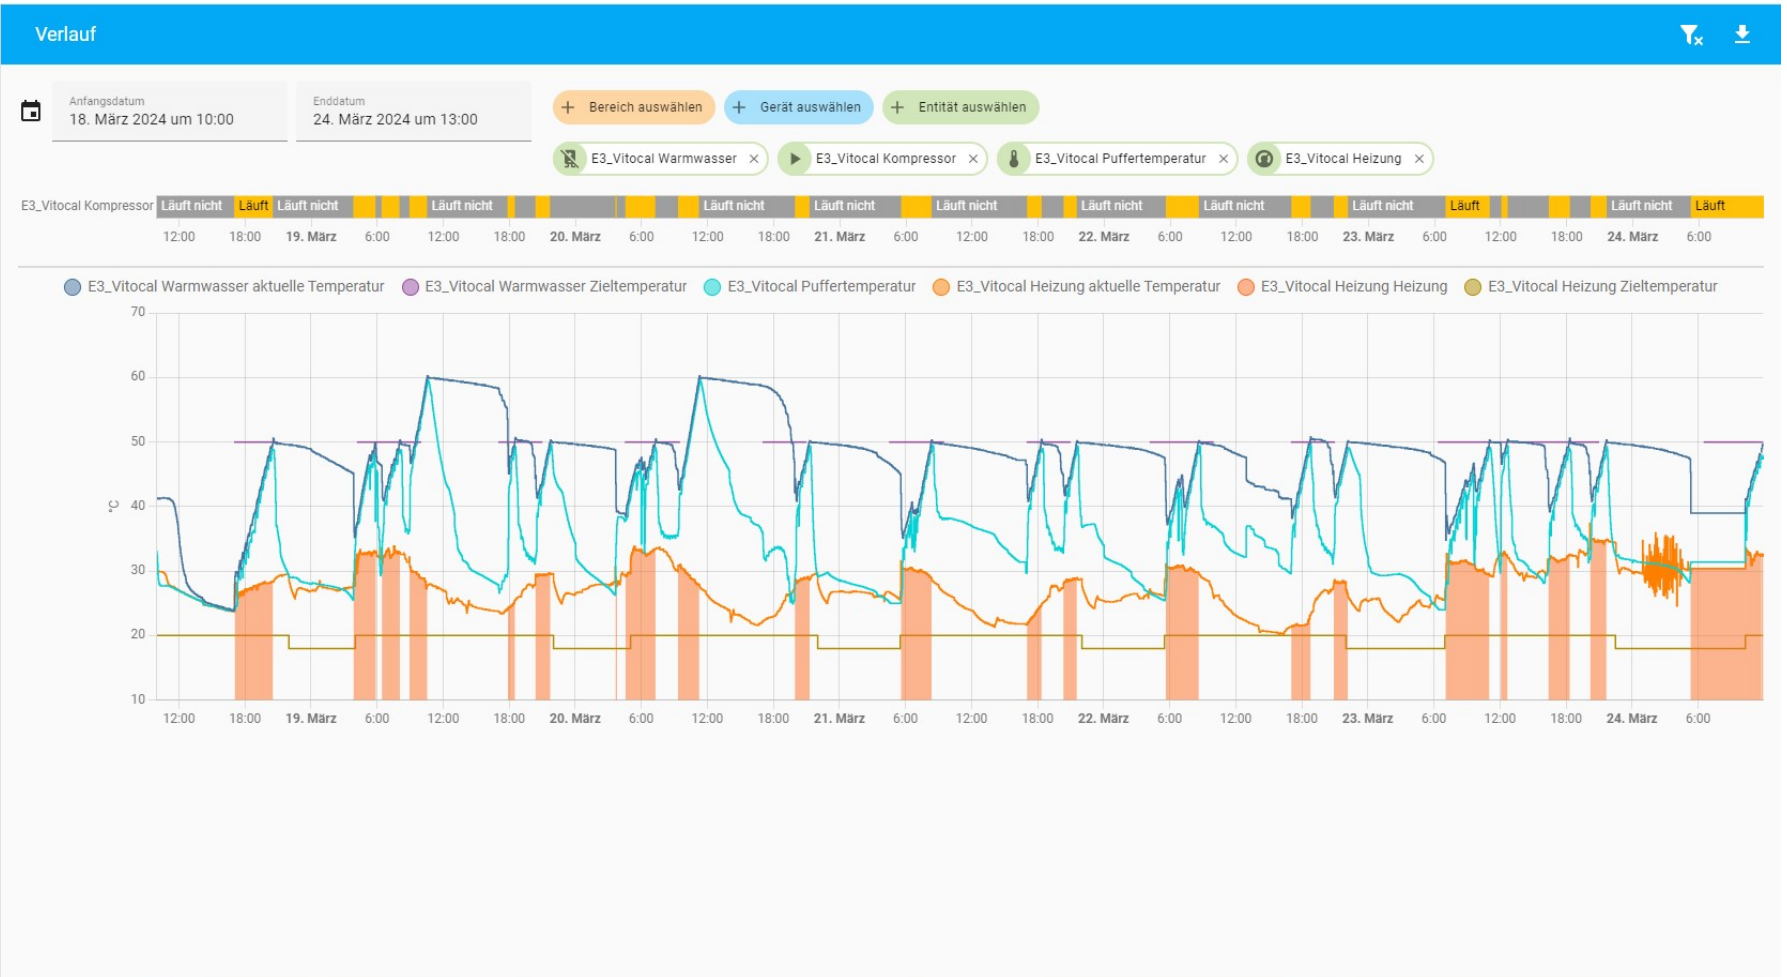 Verlauf
Anfangsdatum
18. März 2024 um 10:00
Enddatum
24. März 2024 um 13:00
Bereich auswählen
Gerät auswählen
Entität auswählen
E3_Vitocal Warmwasser
E3_Vitocal Kompressor
E3_Vitocal Puffertemperatur
E3_Vitocal Heizung
E3_Vitocal Kompressor Läuft nicht Läuft Läuft nicht Läuft nicht Läuft nicht Läuft nicht Läuft nicht Läuft nicht Läuft nicht Läuft nicht Läuft Läuft nicht Läuft
12:00 18:00 19. März 6:00 12:00 18:00 20. März 6:00 12:00 18:00 21. März 6:00 12:00 18:00 22. März 6:00 12:00 18:00 23. März 6:00 12:00 18:00 24. März 6:00
E3_Vitocal Warmwasser aktuelle Temperatur
E3_Vitocal Warmwasser Zieltemperatur
E3_Vitocal Puffertemperatur
E3_Vitocal Heizung aktuelle Temperatur
E3_Vitocal Heizung Heizung
E3_Vitocal Heizung Zieltemperatur
70
60
50
40
°C
30
20
10
12:00 18:00 19. März 6:00 12:00 18:00 20. März 6:00 12:00 18:00 21. März 6:00 12:00 18:00 22. März 6:00 12:00 18:00 23. März 6:00 12:00 18:00 24. März 6:00